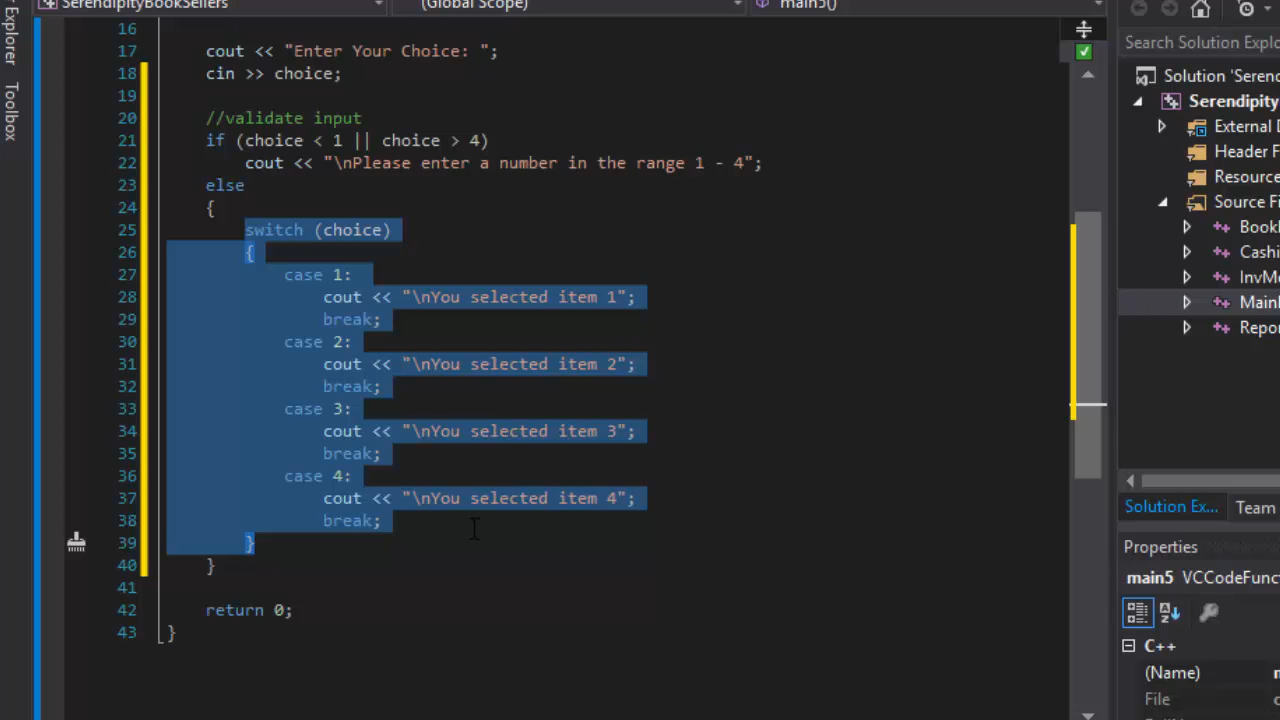 SerendipityBookSellers
(Global Scope)
main5()
r Explorer
Toolbox
16
17 cout << "Enter Your Choice: ";
18 cin >> choice;
19
20 //validate input
21 if (choice < 1 || choice > 4)
22 cout << "\nPlease enter a number in the range 1 - 4";
23 else
24 {
25 switch (choice)
26 {
27 case 1:
28 cout << "\nYou selected item 1";
29 break;
30 case 2:
31 cout << "\nYou selected item 2";
32 break;
33 case 3:
34 cout << "\nYou selected item 3";
35 break;
36 case 4:
37 cout << "\nYou selected item 4";
38 break;
39 }
40 }
41
42 return 0;
43 }
Search Solution Explo
Solution 'Serend
Serendipity
External D
Header F
Resource
Source Fi
Book
Cashi
InvM
Main
Repo
Solution Ex...
Team
Properties
main5 VCCodeFunct
C++
(Name)
File